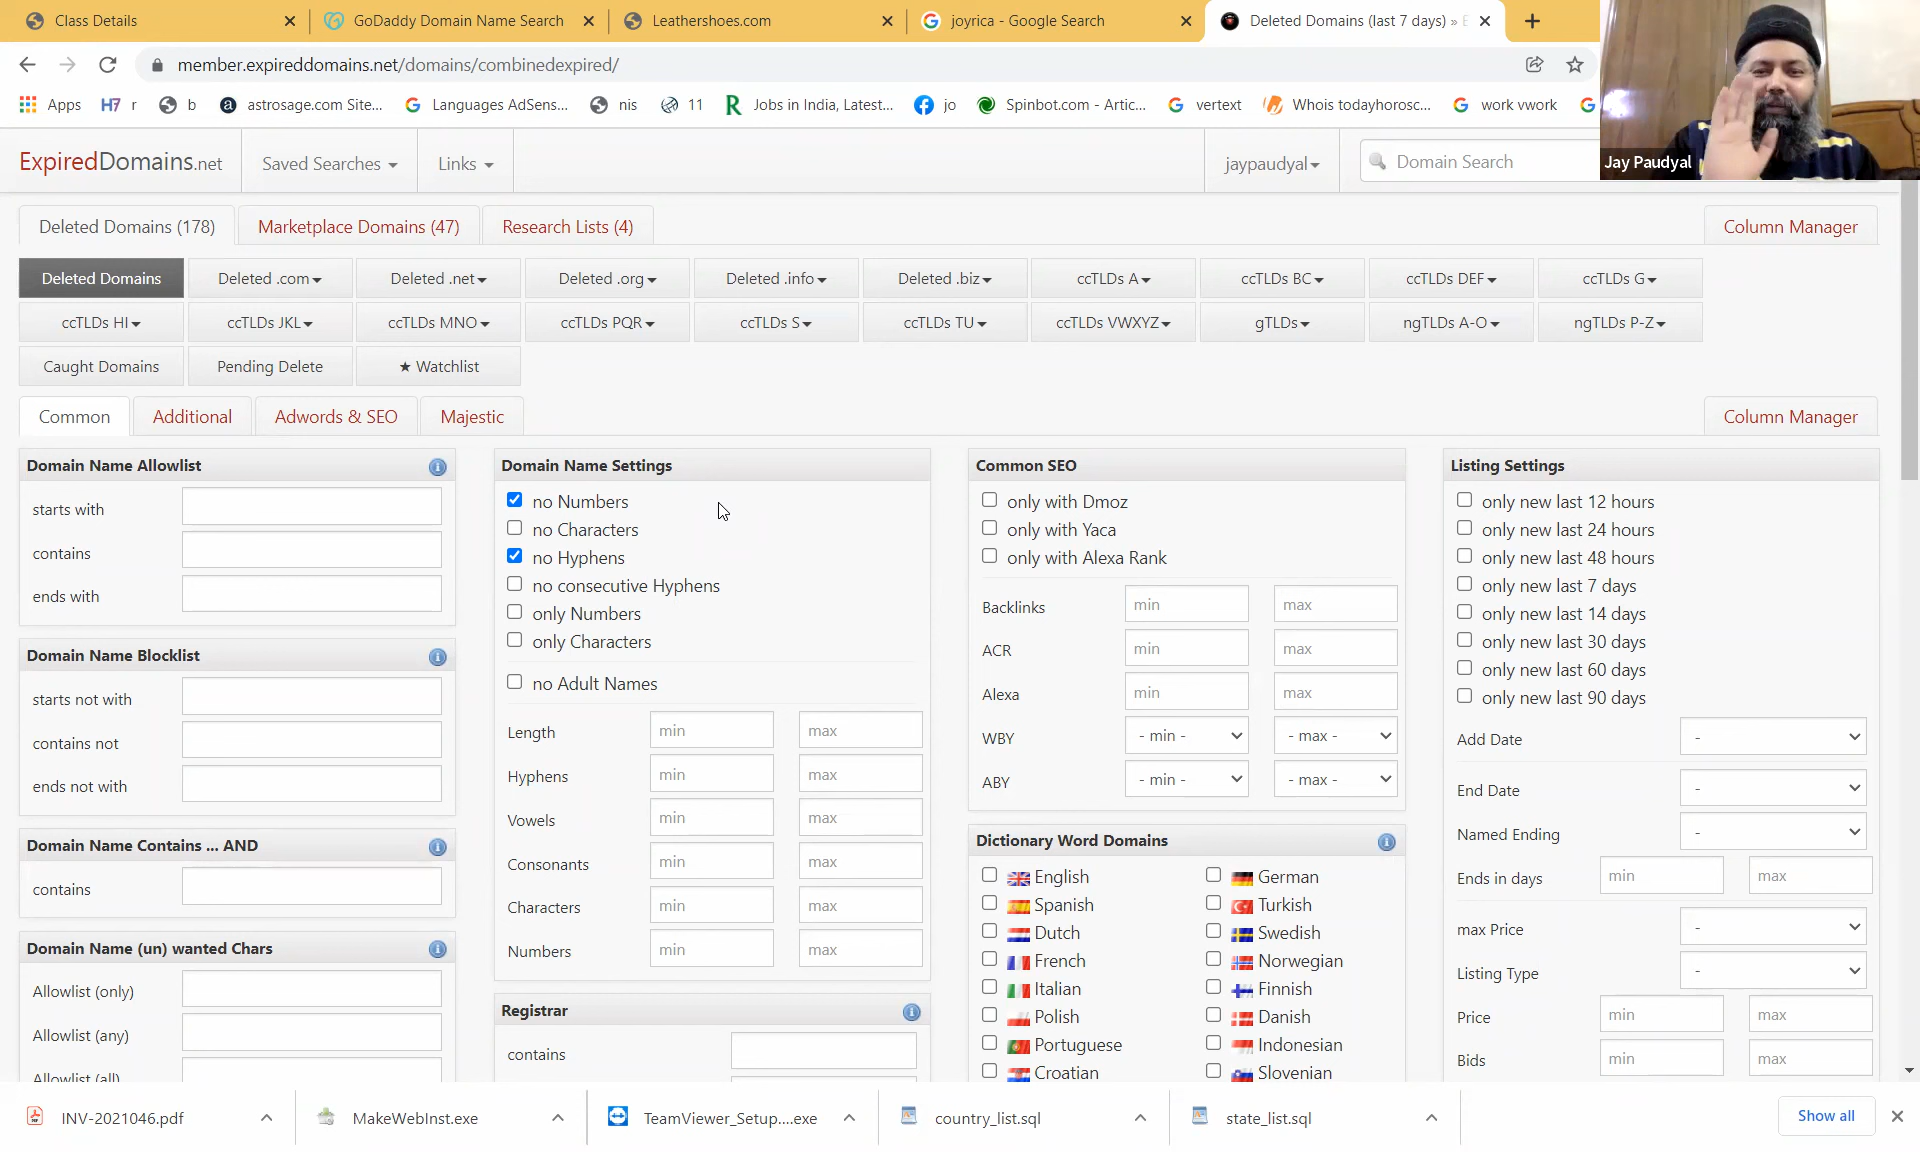 Class Details
GoDaddy Domain Name Search
Leathershoes.com
joyrica - Google Search
Deleted Domains (last 7 days) » E
member.expireddomains.net/domains/combinedexpired/
Apps
H7 r
b
astrosage.com Site...
Languages AdSens...
nis
11
Jobs in India, Latest...
jo
Spinbot.com - Artic...
vertext
Whois todayhorosc...
work vwork
Jay Paudyal
ExpiredDomains.net
Saved Searches
Links
jaypaudyal
Domain Search
Deleted Domains (178)
Marketplace Domains (47)
Research Lists (4)
Column Manager
Deleted Domains
Deleted .com
Deleted .net
Deleted .org
Deleted .info
Deleted .biz
ccTLDs A
ccTLDs BC
ccTLDs DEF
ccTLDs G
ccTLDs HI
ccTLDs JKL
ccTLDs MNO
ccTLDs PQR
ccTLDs S
ccTLDs TU
ccTLDs VWXYZ
gTLDs
ngTLDs A-O
ngTLDs P-Z
Caught Domains
Pending Delete
★ Watchlist
Common
Additional
Adwords & SEO
Majestic
Column Manager
Domain Name Allowlist
starts with
contains
ends with
Domain Name Blocklist
starts not with
contains not
ends not with
Domain Name Contains ... AND
contains
Domain Name (un) wanted Chars
Allowlist (only)
Allowlist (any)
Allowlist (all)
Domain Name Settings
no Numbers
no Characters
no Hyphens
no consecutive Hyphens
only Numbers
only Characters
no Adult Names
Length min max
Hyphens min max
Vowels min max
Consonants min max
Characters min max
Numbers min max
Registrar
contains
Common SEO
only with Dmoz
only with Yaca
only with Alexa Rank
Backlinks min max
ACR min max
Alexa min max
WBY - min - - max -
ABY - min - - max -
Dictionary Word Domains
English German
Spanish Turkish
Dutch Swedish
French Norwegian
Italian Finnish
Polish Danish
Portuguese Indonesian
Croatian Slovenian
Listing Settings
only new last 12 hours
only new last 24 hours
only new last 48 hours
only new last 7 days
only new last 14 days
only new last 30 days
only new last 60 days
only new last 90 days
Add Date -
End Date -
Named Ending -
Ends in days min max
max Price -
Listing Type -
Price min max
Bids min max
INV-2021046.pdf
MakeWebInst.exe
TeamViewer_Setup....exe
country_list.sql
state_list.sql
Show all